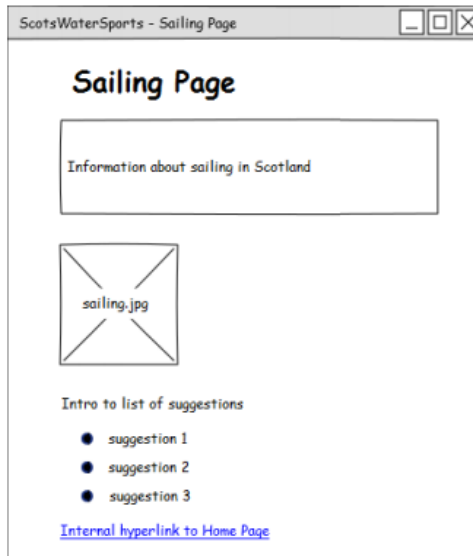 ScotsWaterSports - Sailing Page
Sailing Page
Information about sailing in Scotland
sailing.jpg
Intro to list of suggestions
suggestion 1
suggestion 2
suggestion 3
Internal hyperlink to Home Page